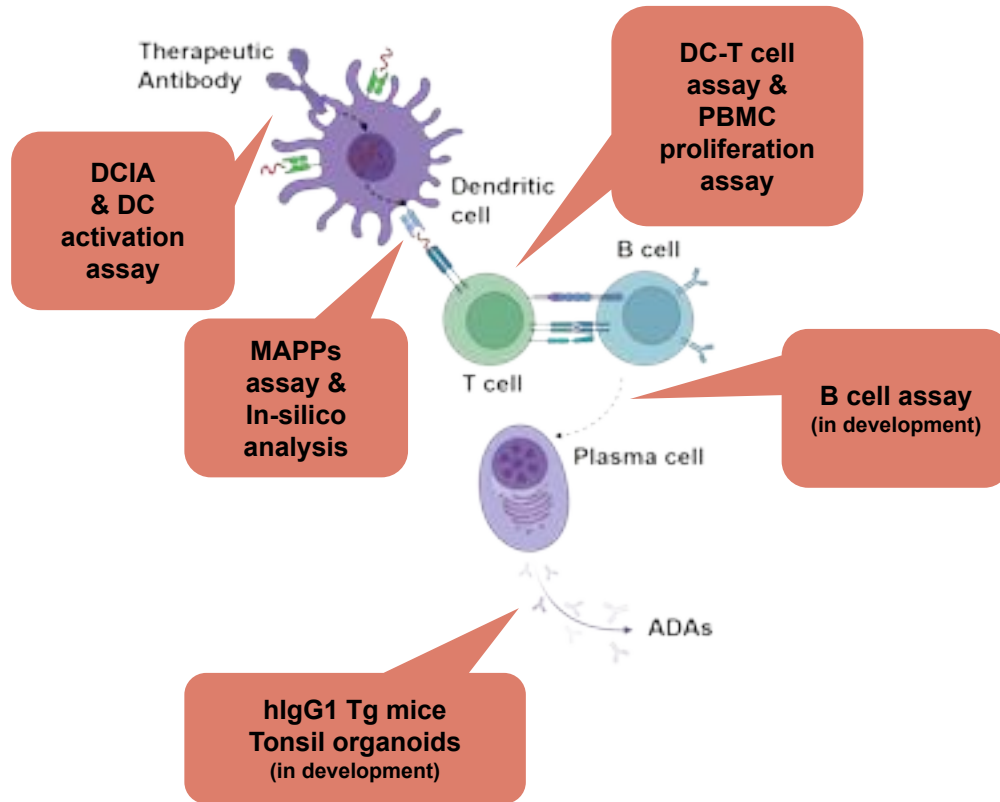 Therapeutic
Antibody
DC-T cell
assay &
PBMC
proliferation
assay
DCIA
& DC
activation
assay
Dendritic
cell
B cell
MAPPs
assay &
In-silico
analysis
T cell
B cell assay
(in development)
Plasma cell
ADAs
hIgG1 Tg mice
Tonsil organoids
(in development)